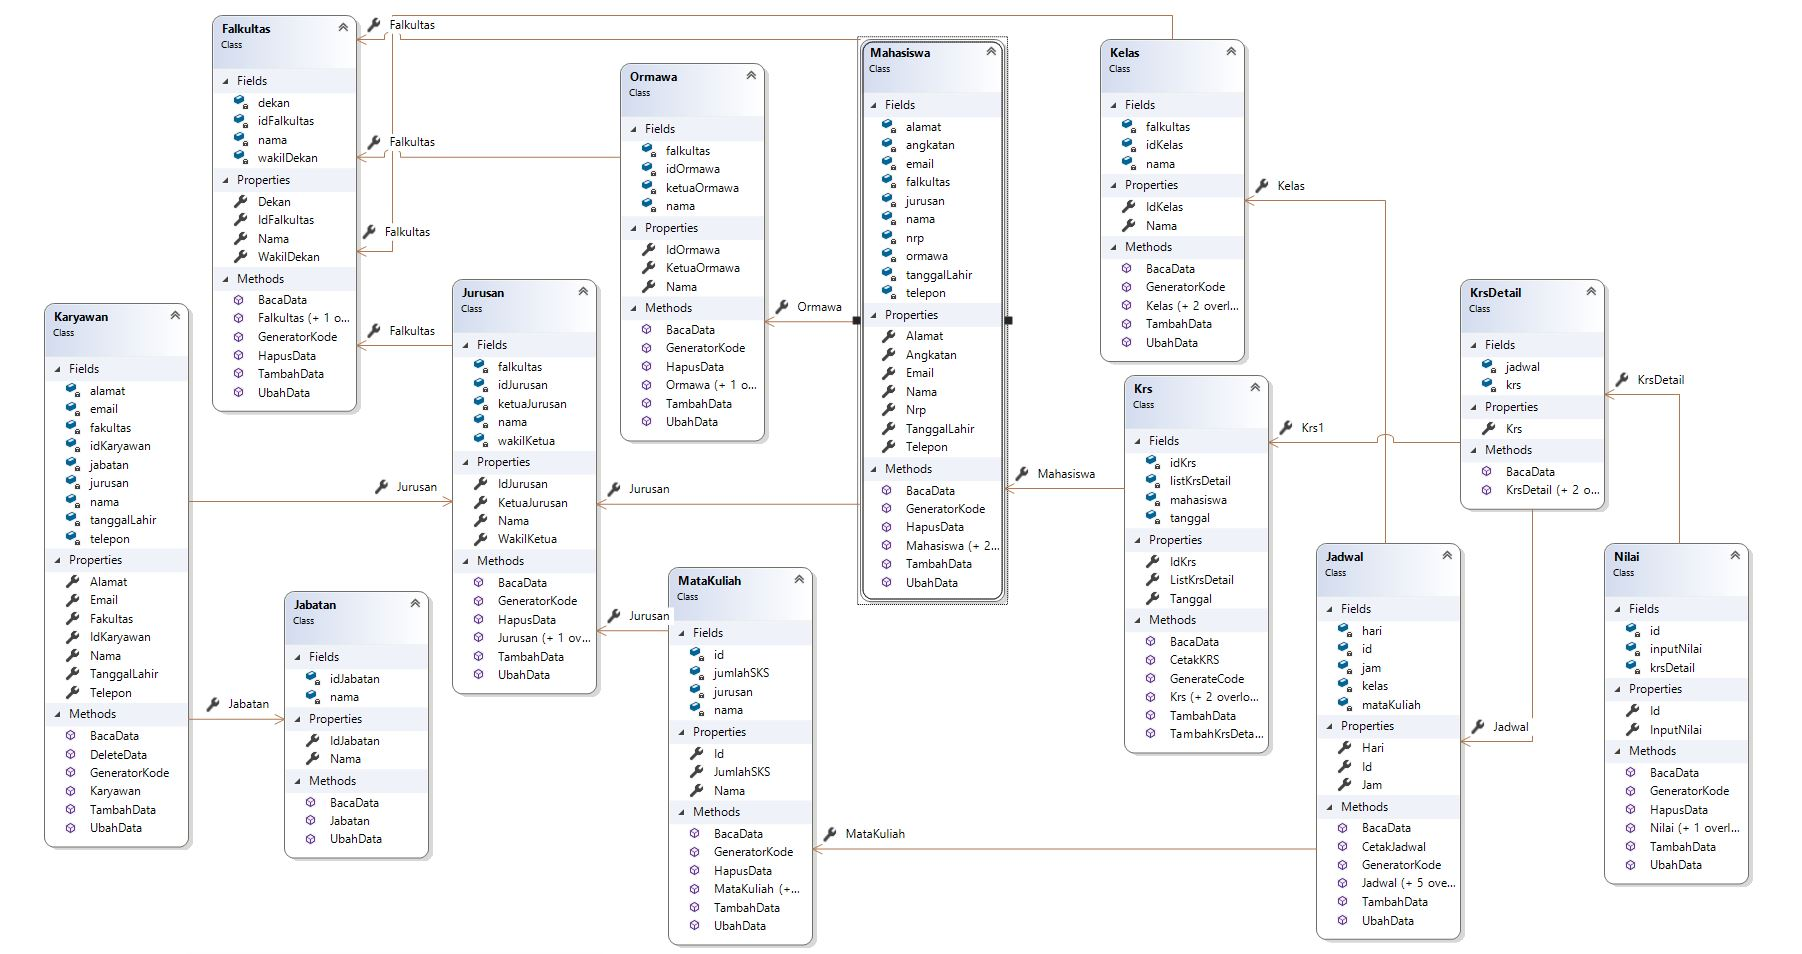 Falkultas
Class
Fields
dekan
idFalkultas
nama
wakilDekan
Properties
Dekan
IdFalkultas
Nama
WakilDekan
Methods
BacaData
Falkultas (+ 1 o...
GeneratorKode
HapusData
TambahData
UbahData
Falkultas
Falkultas
Falkultas
Falkultas
Ormawa
Class
Fields
falkultas
idOrmawa
ketuaOrmawa
nama
Properties
IdOrmawa
KetuaOrmawa
Nama
Methods
BacaData
GeneratorKode
HapusData
Ormawa (+ 1 o...
TambahData
UbahData
Ormawa
Mahasiswa
Class
Fields
alamat
angkatan
email
falkultas
jurusan
nama
nrp
ormawa
tanggalLahir
telepon
Properties
Alamat
Angkatan
Email
Nama
Nrp
TanggalLahir
Telepon
Methods
BacaData
GeneratorKode
HapusData
Mahasiswa (+ 2...
TambahData
UbahData
Kelas
Class
Fields
falkultas
idKelas
nama
Properties
IdKelas
Nama
Methods
BacaData
GeneratorKode
Kelas (+ 2 overl...
TambahData
UbahData
Kelas
KrsDetail
Class
Fields
jadwal
krs
Properties
Krs
Methods
BacaData
KrsDetail (+ 2 o...
KrsDetail
Karyawan
Class
Fields
alamat
email
fakultas
idKaryawan
jabatan
jurusan
nama
tanggalLahir
telepon
Properties
Alamat
Email
Fakultas
IdKaryawan
Nama
TanggalLahir
Telepon
Methods
BacaData
DeleteData
GeneratorKode
Karyawan
TambahData
UbahData
Jurusan
Jabatan
Jurusan
Class
Fields
falkultas
idJurusan
ketuaJurusan
nama
wakilKetua
Properties
IdJurusan
KetuaJurusan
Nama
WakilKetua
Methods
BacaData
GeneratorKode
HapusData
Jurusan (+ 1 ov...
TambahData
UbahData
Jurusan
Jurusan
Krs
Class
Fields
idKrs
listKrsDetail
mahasiswa
tanggal
Properties
IdKrs
ListKrsDetail
Tanggal
Methods
BacaData
CetakKRS
GenerateCode
Krs (+ 2 overlo...
TambahData
TambahKrsDeta...
Krs1
Mahasiswa
Jabatan
Class
Fields
idJabatan
nama
Properties
IdJabatan
Nama
Methods
BacaData
Jabatan
UbahData
MataKuliah
Class
Fields
id
jumlahSKS
jurusan
nama
Properties
Id
JumlahSKS
Nama
Methods
BacaData
GeneratorKode
HapusData
MataKuliah (+...
TambahData
UbahData
MataKuliah
Jadwal
Class
Fields
hari
id
jam
kelas
mataKuliah
Properties
Hari
Id
Jam
Methods
BacaData
CetakJadwal
GeneratorKode
Jadwal (+ 5 ove...
TambahData
UbahData
Jadwal
Nilai
Class
Fields
id
inputNilai
krsDetail
Properties
Id
InputNilai
Methods
BacaData
GeneratorKode
HapusData
Nilai (+ 1 overl...
TambahData
UbahData